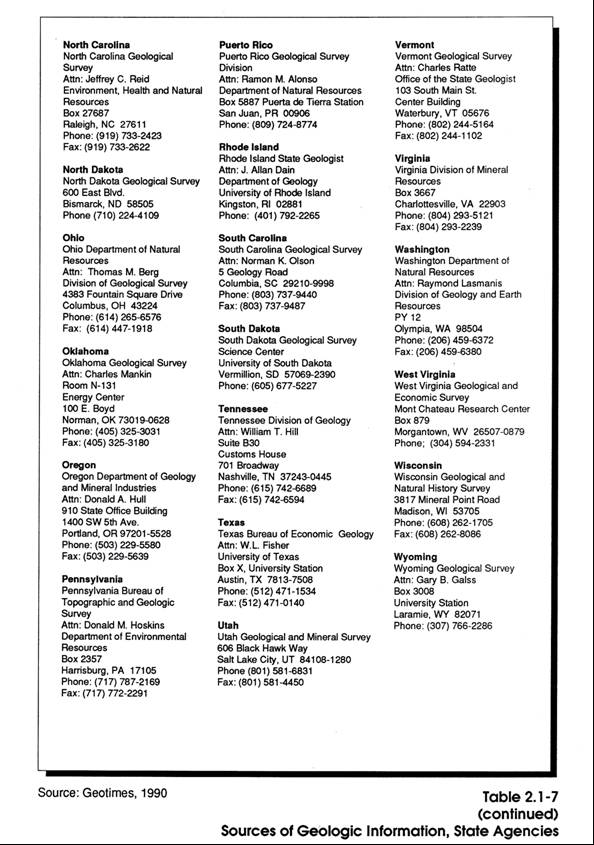 North Carolina
North Carolina Geological
Survey
Attn: Jeffrey C. Reid
Environment, Health and Natural
Resources
Box 27687
Raleigh, NC 27611
Phone: (919) 733-2423
Fax: (919) 733-2622
North Dakota
North Dakota Geological Survey
600 East Blvd.
Bismarck, ND 58505
Phone (710) 224-4109
Ohio
Ohio Department of Natural
Resources
Attn: Thomas M. Berg
Division of Geological Survey
4383 Fountain Square Drive
Columbus, OH 43224
Phone: (614) 265-6576
Fax: (614) 447-1918
Oklahoma
Oklahoma Geological Survey
Attn: Charles Mankin
Room N-131
Energy Center
100 E. Boyd
Norman, OK 73019-0628
Phone: (405) 325-3031
Fax: (405) 325-3180
Oregon
Oregon Department of Geology
and Mineral Industries
Attn: Donald A. Hull
910 State Office Building
1400 SW 5th Ave.
Portland, OR 97201-5528
Phone: (503) 229-5580
Fax: (503) 229-5639
Pennsylvania
Pennsylvania Bureau of
Topographic and Geologic
Survey
Attn: Donald M. Hoskins
Department of Environmental
Resources
Box 2357
Harrisburg, PA 17105
Phone: (717) 787-2169
Fax: (717) 772-2291
Puerto Rico
Puerto Rico Geological Survey
Division
Attn: Ramon M. Alonso
Department of Natural Resources
Box 5887 Puerta de Tierra Station
San Juan, PR 00906
Phone: (809) 724-8774
Rhode Island
Rhode Island State Geologist
Attn: J. Allan Dain
Department of Geology
University of Rhode Island
Kingston, RI 02881
Phone: (401) 792-2265
South Carolina
South Carolina Geological Survey
Attn: Norman K. Olson
5 Geology Road
Columbia, SC 29210-9998
Phone: (803) 737-9440
Fax: (803) 737-9487
South Dakota
South Dakota Geological Survey
Science Center
University of South Dakota
Vermillion, SD 57069-2390
Phone: (605) 677-5227
Tennessee
Tennessee Division of Geology
Attn: William T. Hill
Suite B30
Customs House
701 Broadway
Nashville, TN 37243-0445
Phone: (615) 742-6689
Fax: (615) 742-6594
Texas
Texas Bureau of Economic Geology
Attn: W.L. Fisher
University of Texas
Box X, University Station
Austin, TX 7813-7508
Phone: (512) 471-1534
Fax: (512) 471-0140
Utah
Utah Geological and Mineral Survey
606 Black Hawk Way
Salt Lake City, UT 84108-1280
Phone (801) 581-6831
Fax: (801) 581-4450
Vermont
Vermont Geological Survey
Attn: Charles Ratte
Office of the State Geologist
103 South Main St.
Center Building
Waterbury, VT 05676
Phone: (802) 244-5164
Fax: (802) 244-1102
Virginia
Virginia Division of Mineral
Resources
Box 3667
Charlottesville, VA 22903
Phone: (804) 293-5121
Fax: (804) 293-2239
Washington
Washington Department of
Natural Resources
Attn: Raymond Lasmanis
Division of Geology and Earth
Resources
PY 12
Olympia, WA 98504
Phone: (206) 459-6372
Fax: (206) 459-6380
West Virginia
West Virginia Geological and
Economic Survey
Mont Chateau Research Center
Box 879
Morgantown, WV 26507-0879
Phone; (304) 594-2331
Wisconsin
Wisconsin Geological and
Natural History Survey
3817 Mineral Point Road
Madison, WI 53705
Phone: (608) 262-1705
Fax: (608) 262-8086
Wyoming
Wyoming Geological Survey
Attn: Gary B. Galss
Box 3008
University Station
Laramie, WY 82071
Phone: (307) 766-2286
Source: Geotimes, 1990
Table 2.1-7
(continued)
Sources of Geologic Information, State Agencies